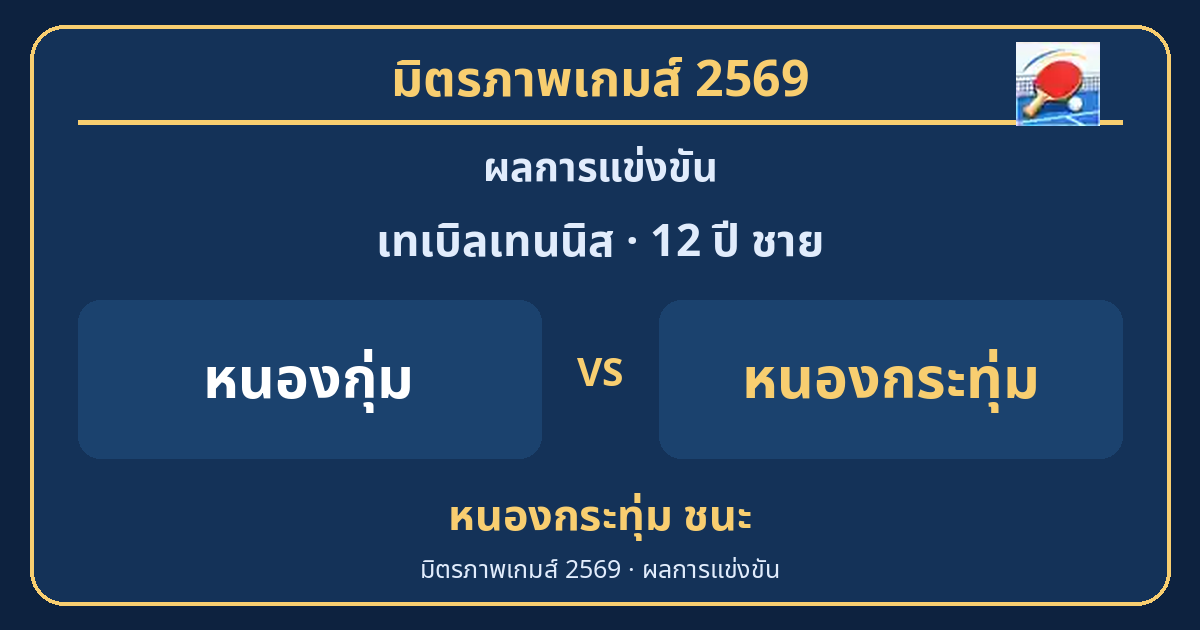 มิตรภาพเกมส์ 2569
ผลการแข่งขัน
เทเบิลเทนนิส · 12 ปี ชาย
หนองกุ่ม
VS
หนองกระทุ่ม
หนองกระทุ่ม ชนะ
มิตรภาพเกมส์ 2569 · ผลการแข่งขัน